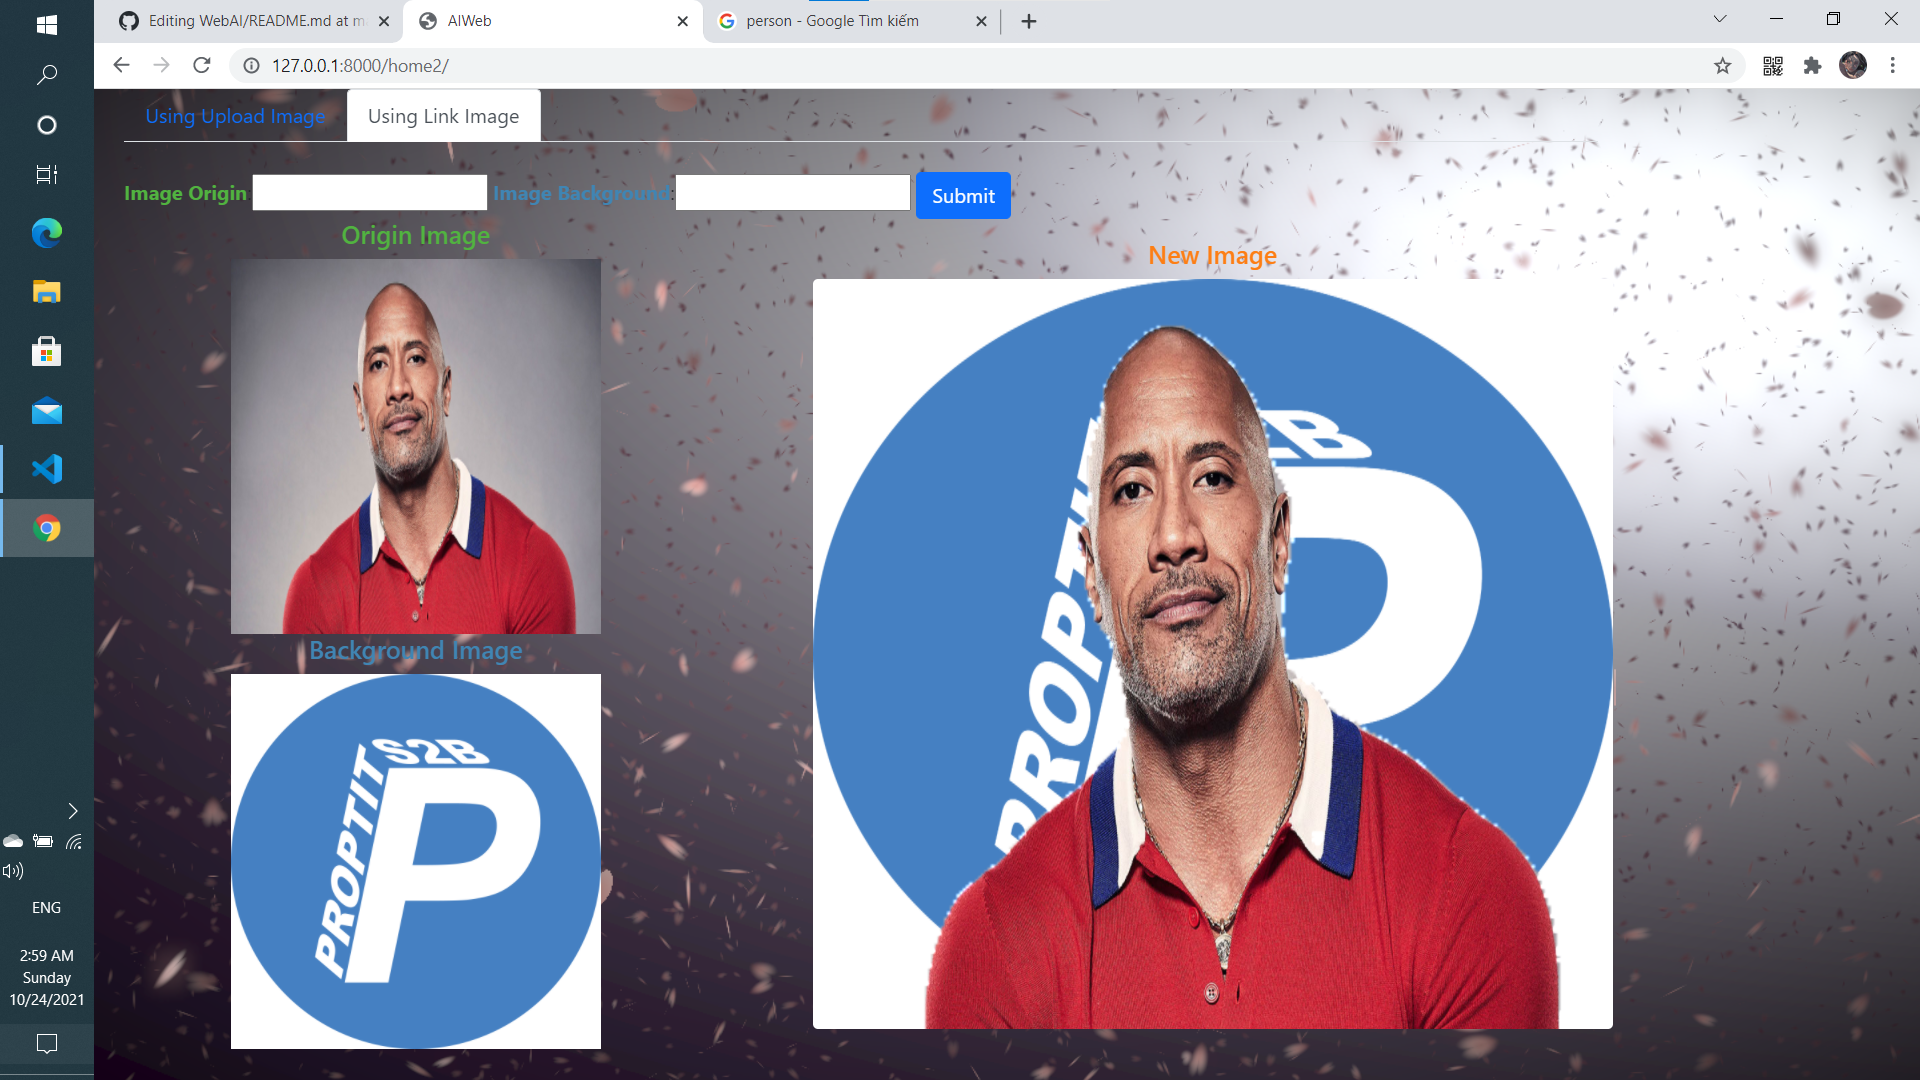 Editing WebAI/README.md at m
AIWeb
person - Google Tìm kiếm
127.0.0.1:8000/home2/
Using Upload Image
Using Link Image
Image Origin
Image Background:
Submit
Origin Image
New Image
S2B
PROPTIT
P
Background Image
S2B
PROPTIT
P
ENG
2:59 AM
Sunday
10/24/2021